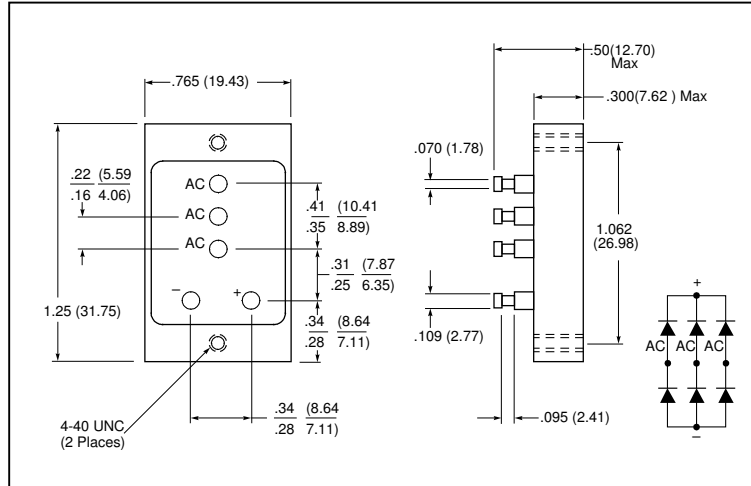 .765 (19.43)
.50(12.70)
Max
.300(7.62 ) Max
.070 (1.78)
.22 (5.59
.16 4.06)
AC
AC
AC
.41 (10.41
.35 8.89)
1.062
(26.98)
.31 (7.87
.25 6.35)
– +
1.25 (31.75)
.34 (8.64
.28 7.11)
.109 (2.77)
+
AC AC AC
–
4-40 UNC
(2 Places)
.34 (8.64
.28 7.11)
.095 (2.41)